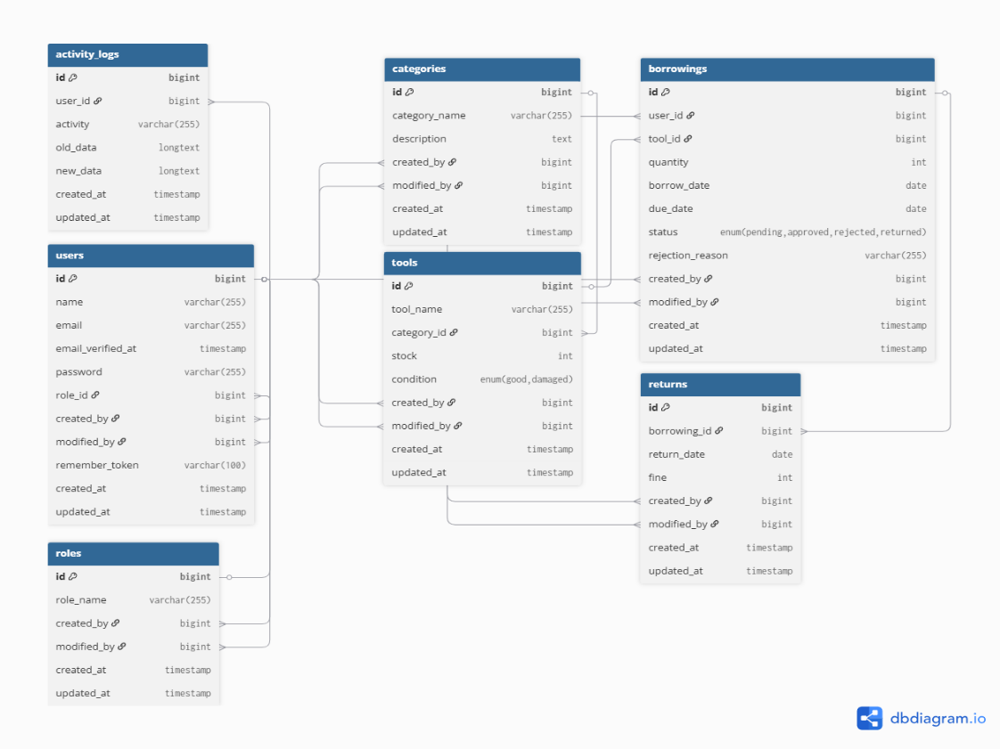 activity_logs
id bigint
user_id bigint
activity varchar(255)
old_data longtext
new_data longtext
created_at timestamp
updated_at timestamp
users
id bigint
name varchar(255)
email varchar(255)
email_verified_at timestamp
password varchar(255)
role_id bigint
created_by bigint
modified_by bigint
remember_token varchar(100)
created_at timestamp
updated_at timestamp
roles
id bigint
role_name varchar(255)
created_by bigint
modified_by bigint
created_at timestamp
updated_at timestamp
categories
id bigint
category_name varchar(255)
description text
created_by bigint
modified_by bigint
created_at timestamp
updated_at timestamp
tools
id bigint
tool_name varchar(255)
category_id bigint
stock int
condition enum(good,damaged)
created_by bigint
modified_by bigint
created_at timestamp
updated_at timestamp
borrowings
id bigint
user_id bigint
tool_id bigint
quantity int
borrow_date date
due_date date
status enum(pending,approved,rejected,returned)
rejection_reason varchar(255)
created_by bigint
modified_by bigint
created_at timestamp
updated_at timestamp
returns
id bigint
borrowing_id bigint
return_date date
fine int
created_by bigint
modified_by bigint
created_at timestamp
updated_at timestamp
dbdiagram.io